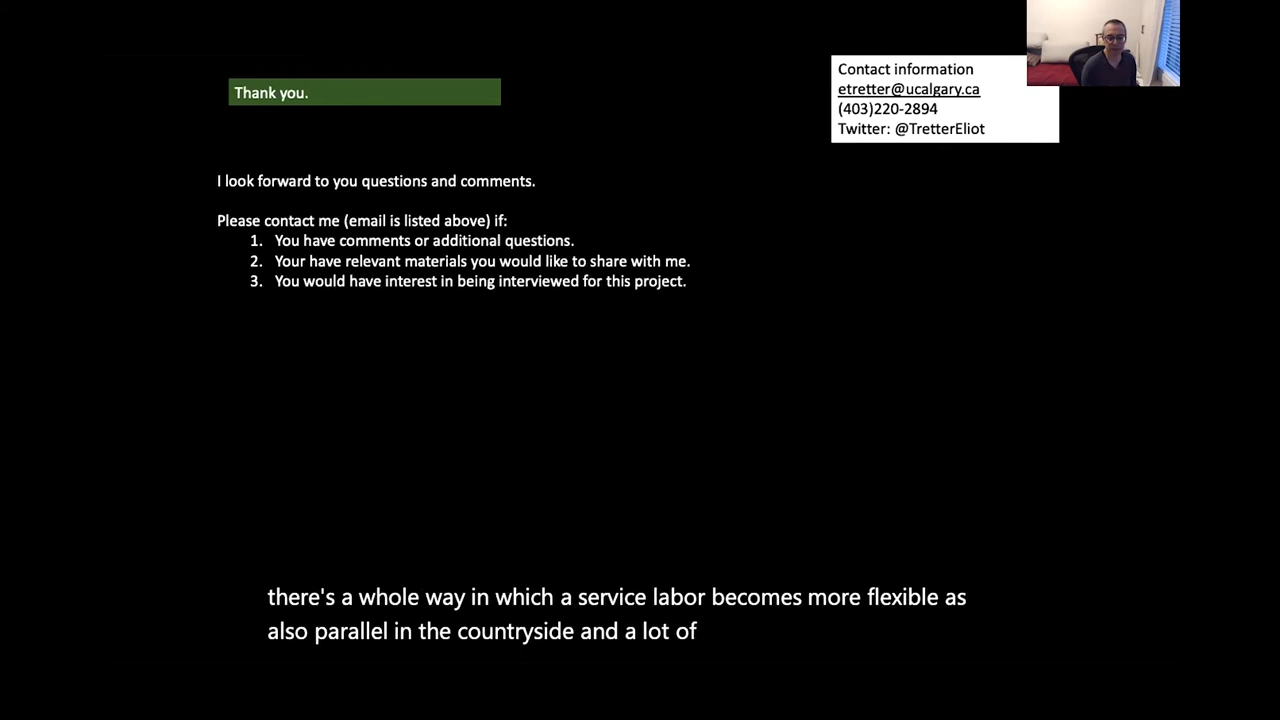 Thank you.
Contact information
etretter@ucalgary.ca
(403)220-2894
Twitter: @TretterEliot
I look forward to you questions and comments.
Please contact me (email is listed above) if:
1. You have comments or additional questions.
2. Your have relevant materials you would like to share with me.
3. You would have interest in being interviewed for this project.
there's a whole way in which a service labor becomes more flexible as
also parallel in the countryside and a lot of